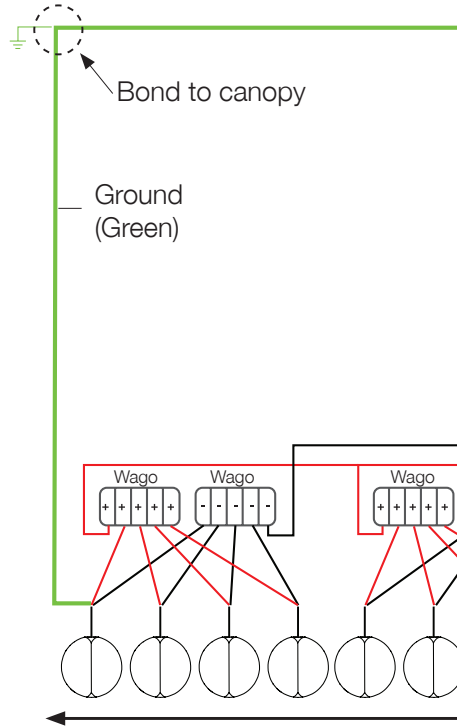 Bond to canopy
Ground
(Green)
Wago Wago Wago
+ + + + + - - - - - + + + + +